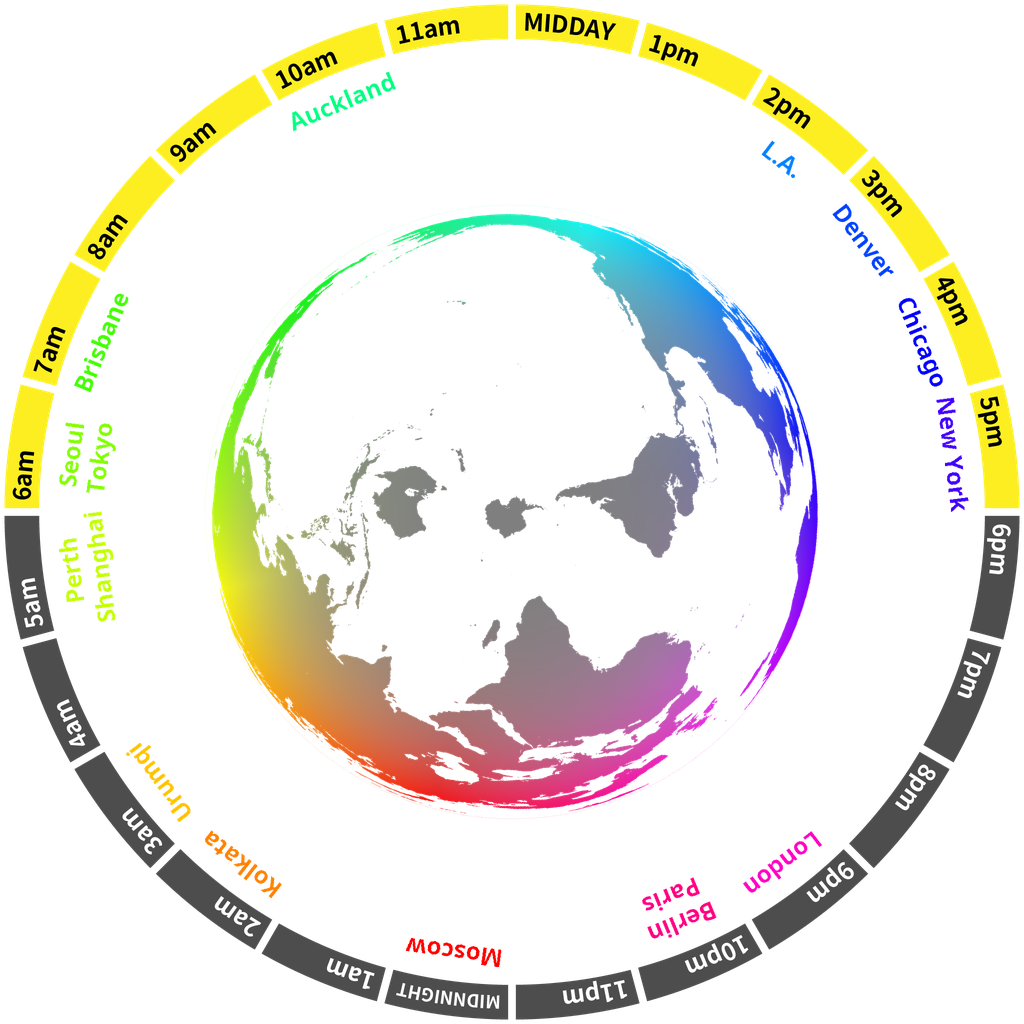 MIDDAY
1pm
2pm
3pm
4pm
5pm
6pm
7pm
8pm
9pm
10pm
11pm
MIDNNIGHT
1am
2am
3am
4am
5am
6am
7am
8am
9am
10am
11am
Auckland
L.A.
Denver
Chicago
New York
London
Paris
Berlin
Moscow
Kolkata
Urumqi
Perth
Shanghai
Seoul
Tokyo
Brisbane